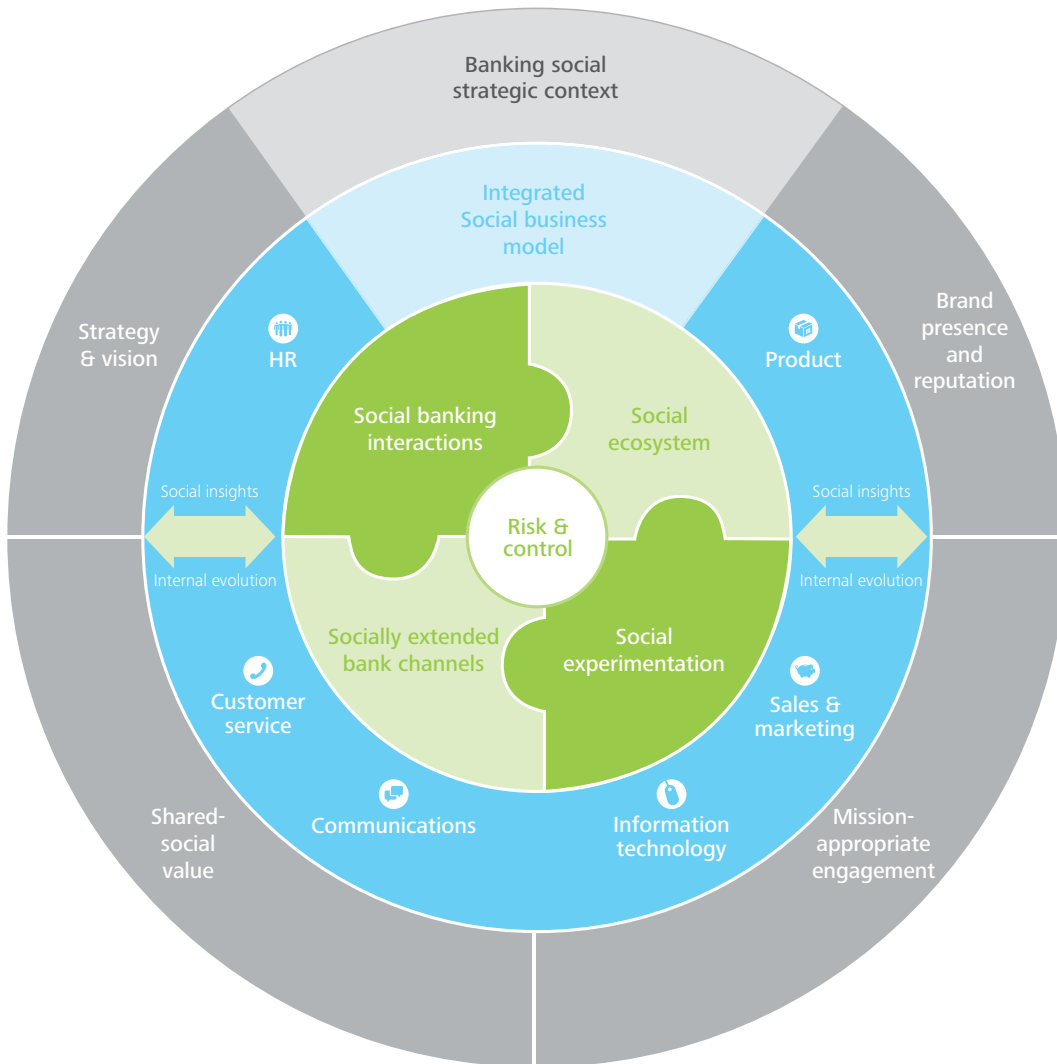 Banking social
strategic context
Integrated
Social business
model
Strategy
& vision
HR
Product
Brand
presence
and
reputation
Social banking
interactions
Social
ecosystem
Social insights
Internal evolution
Risk &
control
Social insights
Internal evolution
Socially extended
bank channels
Social
experimentation
Customer
service
Sales &
marketing
Communications
Information
technology
Shared-
social
value
Mission-
appropriate
engagement